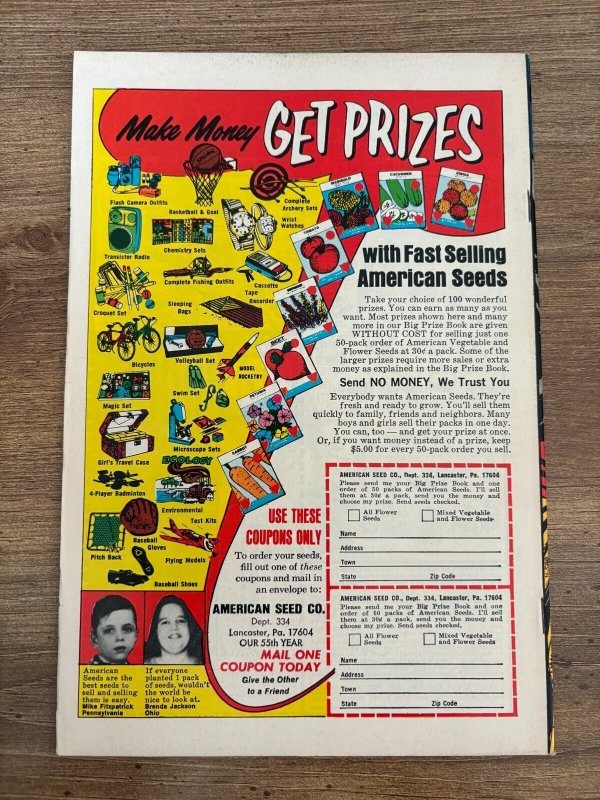 Make Money GET PRIZES
Flash Camera Outfits
Basketball & Goal
Complete
Archery Sets
Wrist
Watches
Transistor Radio
Chemistry Sets
Complete Fishing Outfits
Cassette
Tape
Recorder
Croquet Set
Sleeping
Bags
Bicycles
Volleyball Set
MODEL
ROCKETRY
Magic Set
Swim Set
Girl's Travel Case
Microscope Sets
ECOLOGY
4-Player Badminton
Environmental
Test Kits
Baseball
Gloves
Pitch Back
Flying Models
Baseball Shoes
MARIGOLD
CUCUMBER
ZINNIA
TOMATO
BEET
PETUNIA
CARROT
with Fast Selling
American Seeds
Take your choice of 100 wonderful
prizes. You can earn as many as you
want. Most prizes shown here and many
more in our Big Prize Book are given
WITHOUT COST for selling just one
50-pack order of American Vegetable and
Flower Seeds at 30¢ a pack. Some of the
larger prizes require more sales or extra
money as explained in the Big Prize Book.
Send NO MONEY, We Trust You
Everybody wants American Seeds. They're
fresh and ready to grow. You'll sell them
quickly to family, friends and neighbors. Many
boys and girls sell their packs in one day.
You can, too — and get your prize at once.
Or, if you want money instead of a prize, keep
$5.00 for every 50-pack order you sell.
USE THESE
COUPONS ONLY
To order your seeds,
fill out one of these
coupons and mail in
an envelope to:
AMERICAN SEED CO.
Dept. 334
Lancaster, Pa. 17604
OUR 55th YEAR
MAIL ONE
COUPON TODAY
Give the Other
to a Friend
AMERICAN SEED CO., Dept. 334, Lancaster, Pa. 17604
Please send me your Big Prize Book and one
order of 50 packs of American Seeds. I'll sell
them at 30¢ a pack, send you the money and
choose my prize. Send seeds checked.
All Flower
Seeds
Mixed Vegetable
and Flower Seeds
Name
Address
Town
State Zip Code
AMERICAN SEED CO., Dept. 334, Lancaster, Pa. 17604
Please send me your Big Prize Book and one
order of 50 packs of American Seeds. I'll sell
them at 30¢ a pack, send you the money and
choose my prize. Send seeds checked.
All Flower
Seeds
Mixed Vegetable
and Flower Seeds
Name
Address
Town
State Zip Code
American
Seeds are the
best seeds to
sell and selling
them is easy.
Mike Fitzpatrick
Pennsylvania
If everyone
planted 1 pack
of seeds, wouldn't
the world be
nice to look at.
Brenda Jackson
Ohio